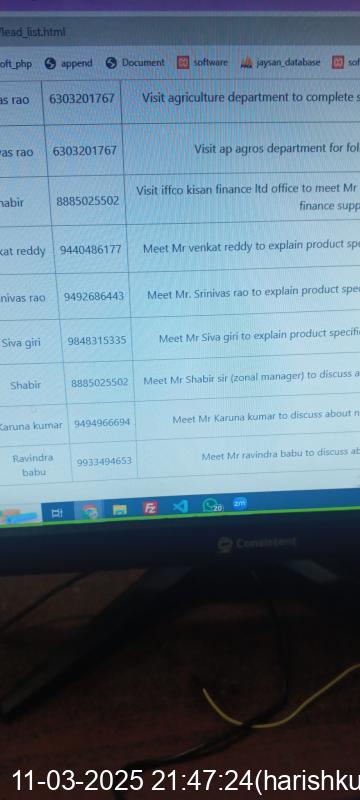 lead_list.html
oft_php append Document software jaysan_database sof
as rao 6303201767 Visit agriculture department to complete s
vas rao 6303201767 Visit ap agros department for fol
habir 8885025502 Visit iffco kisan finance ltd office to meet Mr
finance supp
kat reddy 9440486177 Meet Mr venkat reddy to explain product spe
nivas rao 9492686443 Meet Mr. Srinivas rao to explain product spe
Siva giri 9848315335 Meet Mr Siva giri to explain product specifi
Shabir 8885025502 Meet Mr Shabir sir (zonal manager) to discuss a
Karuna kumar 9494966694 Meet Mr Karuna kumar to discuss about n
Ravindra
babu 9933494653 Meet Mr ravindra babu to discuss ab
Fz 20 zm
Consistent
11-03-2025 21:47:24(harishku